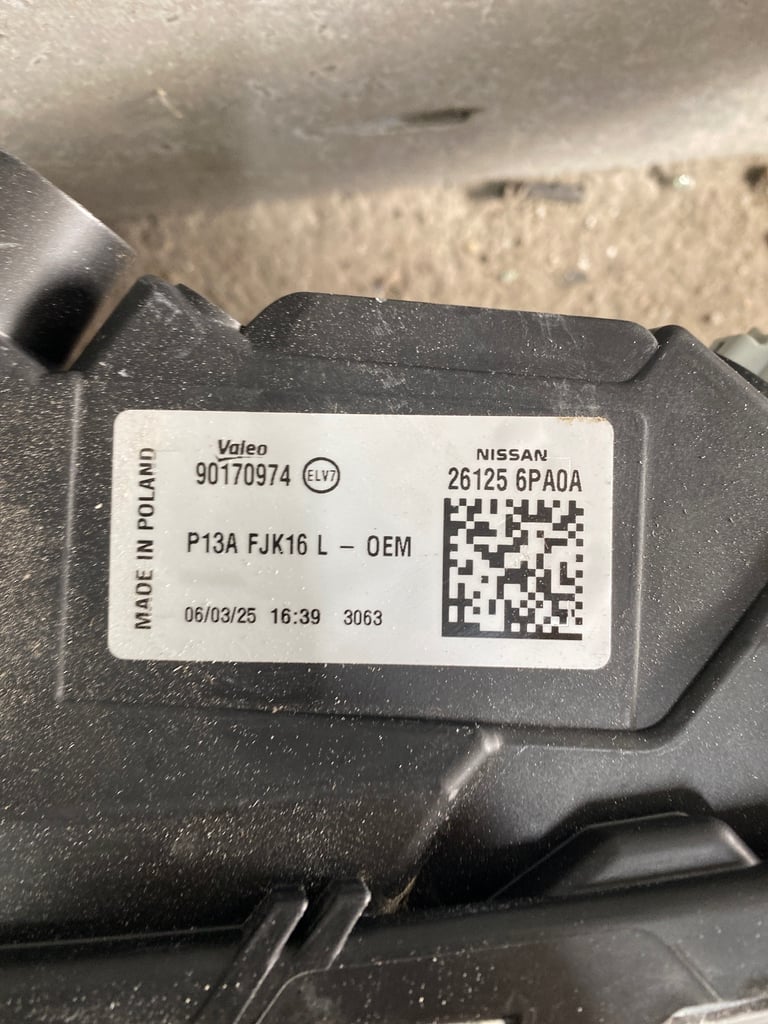 MADE IN POLAND
Valeo
90170974 ELV7
NISSAN
26125 6PA0A
P13A FJK16 L - OEM
06/03/25 16:39 3063